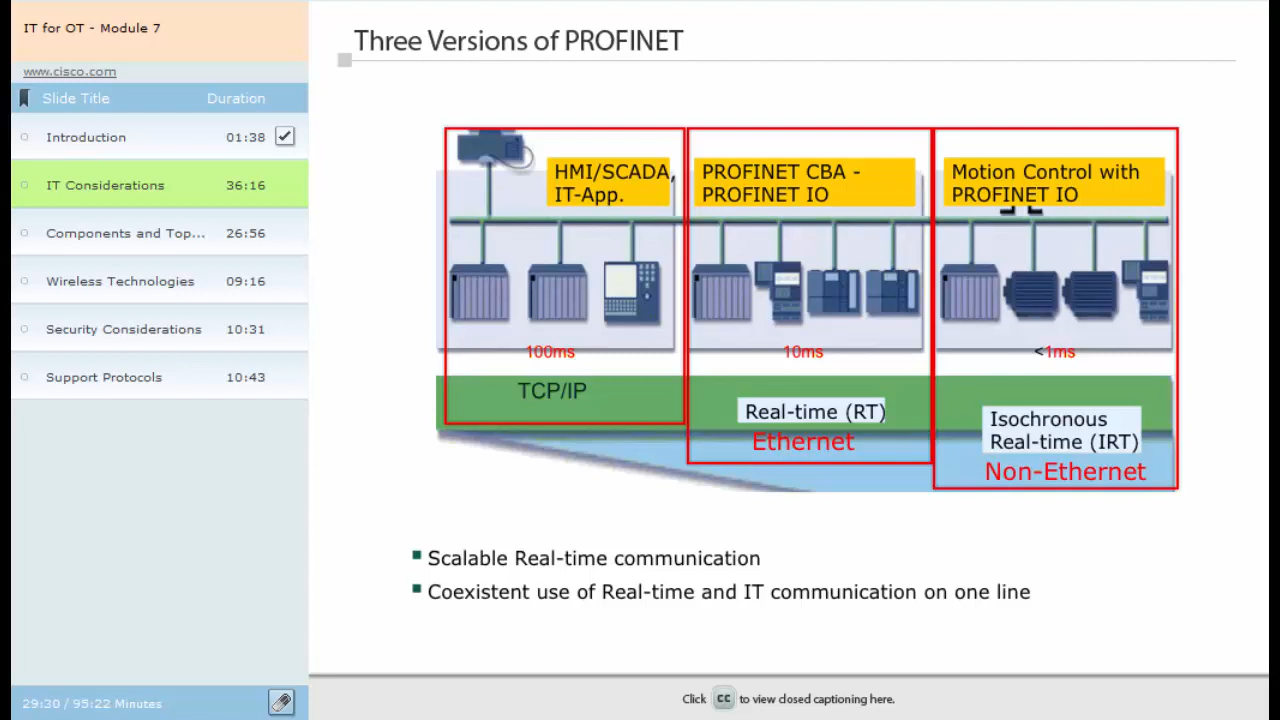 IT for OT - Module 7
www.cisco.com
Slide Title Duration
Introduction 01:38
IT Considerations 36:16
Components and Top... 26:56
Wireless Technologies 09:16
Security Considerations 10:31
Support Protocols 10:43
29:30 / 95:22 Minutes
Three Versions of PROFINET
HMI/SCADA,
IT-App.
PROFINET CBA -
PROFINET IO
Motion Control with
PROFINET IO
100ms
10ms
<1ms
TCP/IP
Real-time (RT)
Ethernet
Isochronous
Real-time (IRT)
Non-Ethernet
Scalable Real-time communication
Coexistent use of Real-time and IT communication on one line
Click CC to view closed captioning here.